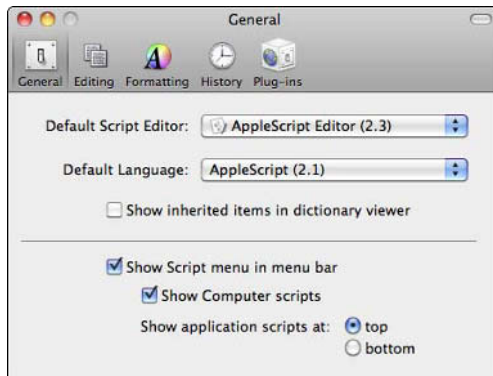 General
General Editing Formatting History Plug-ins
Default Script Editor: AppleScript Editor (2.3)
Default Language: AppleScript (2.1)
Show inherited items in dictionary viewer
Show Script menu in menu bar
Show Computer scripts
Show application scripts at: top
bottom